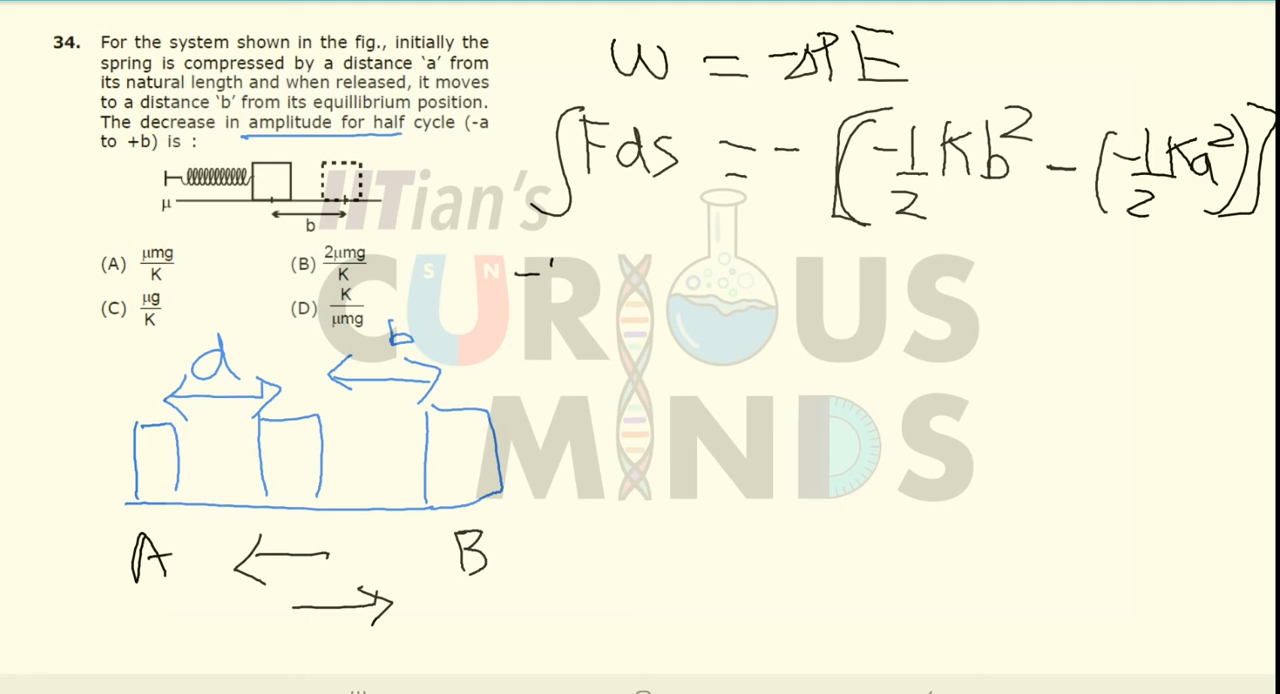 34. For the system shown in the fig., initially the
spring is compressed by a distance ‘a’ from
its natural length and when released, it moves
to a distance ‘b’ from its equillibrium position.
The decrease in amplitude for half cycle (-a
to +b) is :
μ
b
(A) μmg/K (B) 2μmg/K
(C) μg/K (D) K/μmg
d b
A B
W = -ΔPE
∫Fds = - [-1/2 Kb² - (-1/2 Ka²)]
-
IITian's
CURIOUS
S N
MINDS